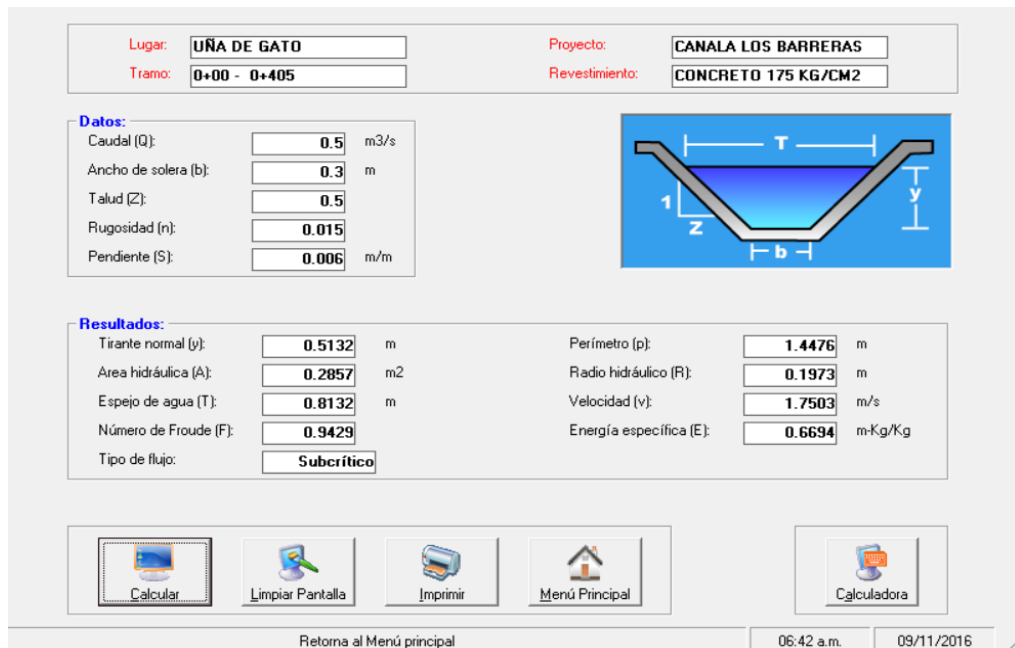 Lugar: UÑA DE GATO Proyecto: CANALA LOS BARRERAS
Tramo: 0+00 - 0+405 Revestimiento: CONCRETO 175 KG/CM2
Datos:
Caudal (Q): 0.5 m3/s
Ancho de solera (b): 0.3 m
Talud (Z): 0.5
Rugosidad (n): 0.015
Pendiente (S): 0.006 m/m
T
y
1
Z
b
Resultados:
Tirante normal (y): 0.5132 m Perímetro (p): 1.4476 m
Area hidráulica (A): 0.2857 m2 Radio hidráulico (R): 0.1973 m
Espejo de agua (T): 0.8132 m Velocidad (v): 1.7503 m/s
Número de Froude (F): 0.9429 Energía específica (E): 0.6694 m-Kg/Kg
Tipo de flujo: Subcrítico
Calcular Limpiar Pantalla Imprimir Menú Principal Calculadora
Retorna al Menú principal 06:42 a.m. 09/11/2016